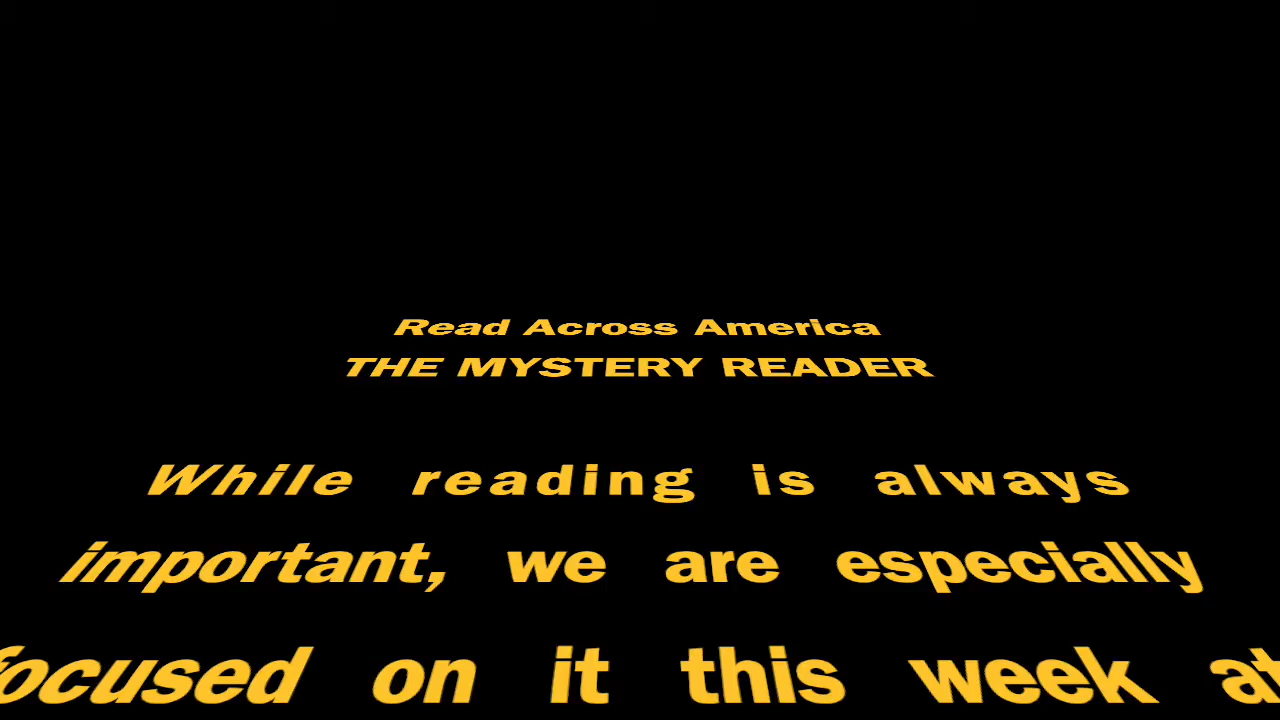 Read Across America
THE MYSTERY READER
While reading is always
important, we are especially
focused on it this week at